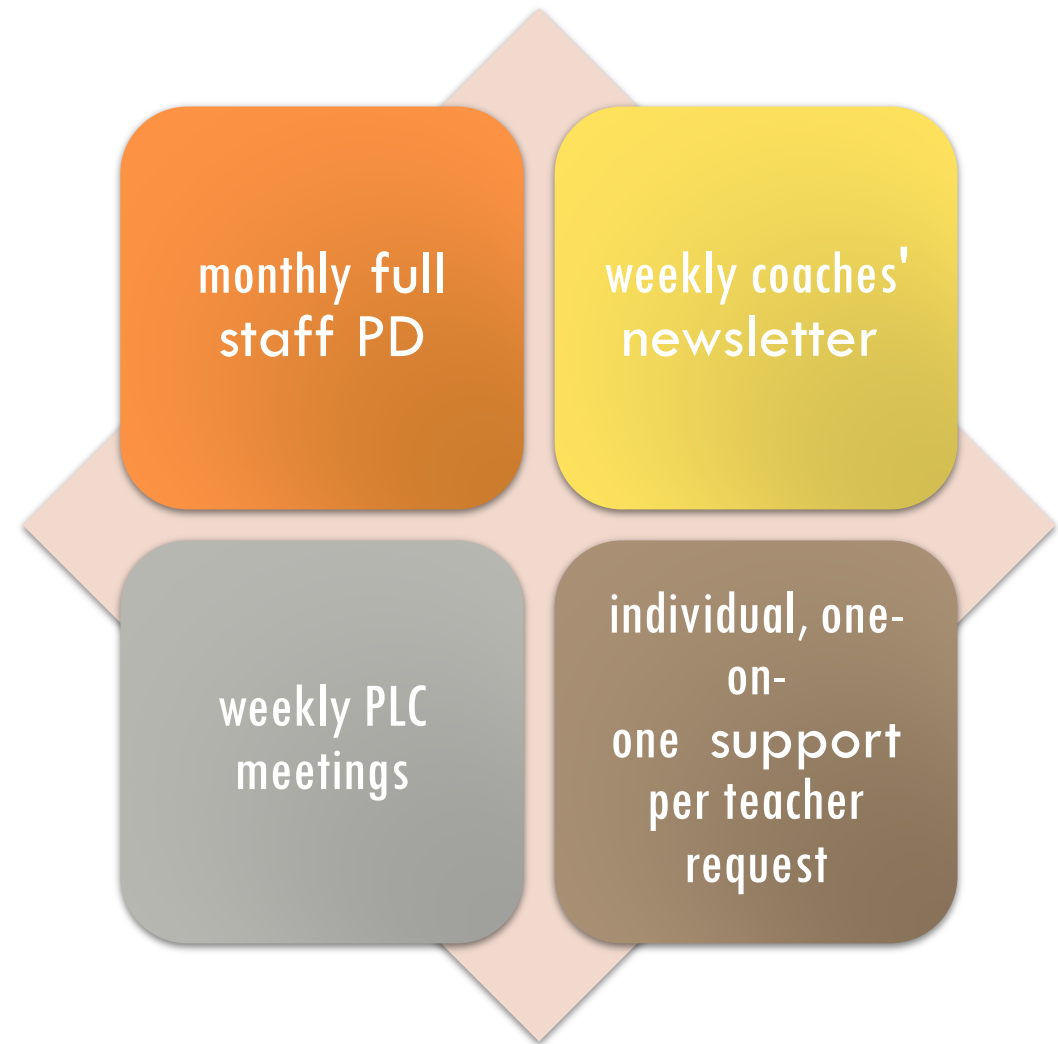 monthly full
staff PD
weekly coaches'
newsletter
weekly PLC
meetings
individual, one-
on-
one support
per teacher
request